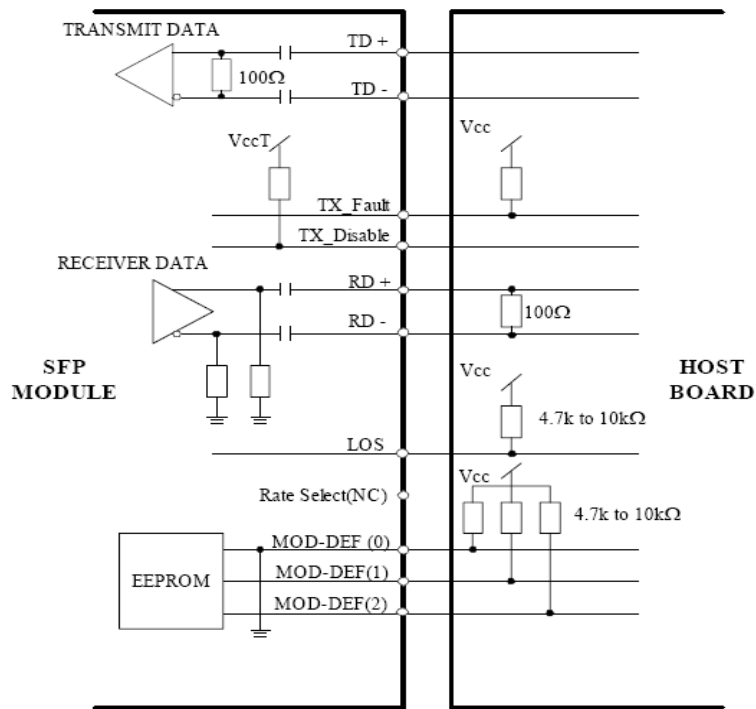 TRANSMIT DATA
TD +
100Ω
TD -
VccT
Vcc
TX_Fault
TX_Disable
RECEIVER DATA
RD +
100Ω
RD -
SFP
MODULE
HOST
BOARD
Vcc
4.7k to 10kΩ
LOS
Vcc
Rate Select(NC)
4.7k to 10kΩ
MOD-DEF (0)
EEPROM
MOD-DEF(1)
MOD-DEF(2)